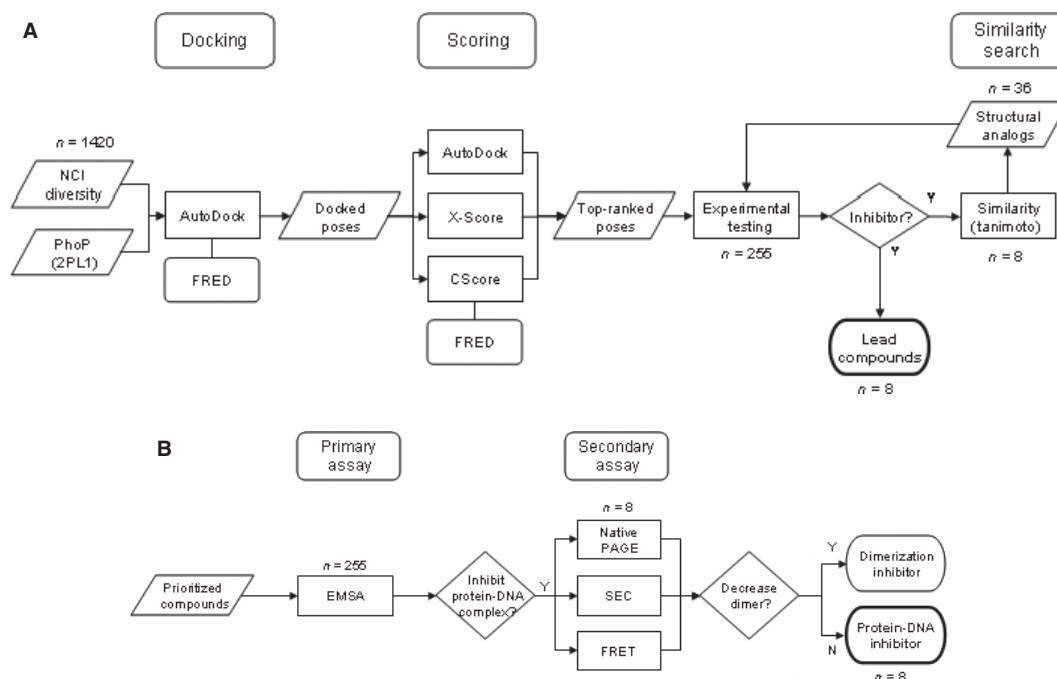 A
Docking
Scoring
Similarity
search
n = 1420
NCI
diversity
PhoP
(2PL1)
AutoDock
FRED
Docked
poses
AutoDock
X-Score
CScore
FRED
Top-ranked
poses
Experimental
testing
n = 255
Inhibitor?
Y
Y
Lead
compounds
n = 8
Similarity
(tanimoto)
n = 8
n = 36
Structural
analogs
B
Primary
assay
Secondary
assay
Prioritized
compounds
n = 255
EMSA
Inhibit
protein-DNA
complex?
Y
n = 8
Native
PAGE
SEC
FRET
Decrease
dimer?
Y
Dimerization
inhibitor
N
Protein-DNA
inhibitor
n = 8